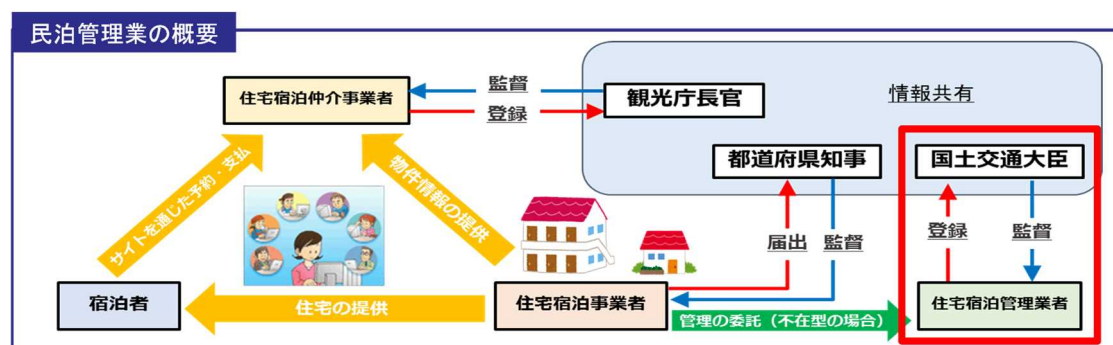 民泊管理業の概要
住宅宿泊仲介事業者
監督
登録
観光庁長官
情報共有
都道府県知事
国土交通大臣
サイトを通じた予約・支払
物件情報の提供
届出
監督
登録
監督
宿泊者
住宅の提供
住宅宿泊事業者
管理の委託（不在型の場合）
住宅宿泊管理業者